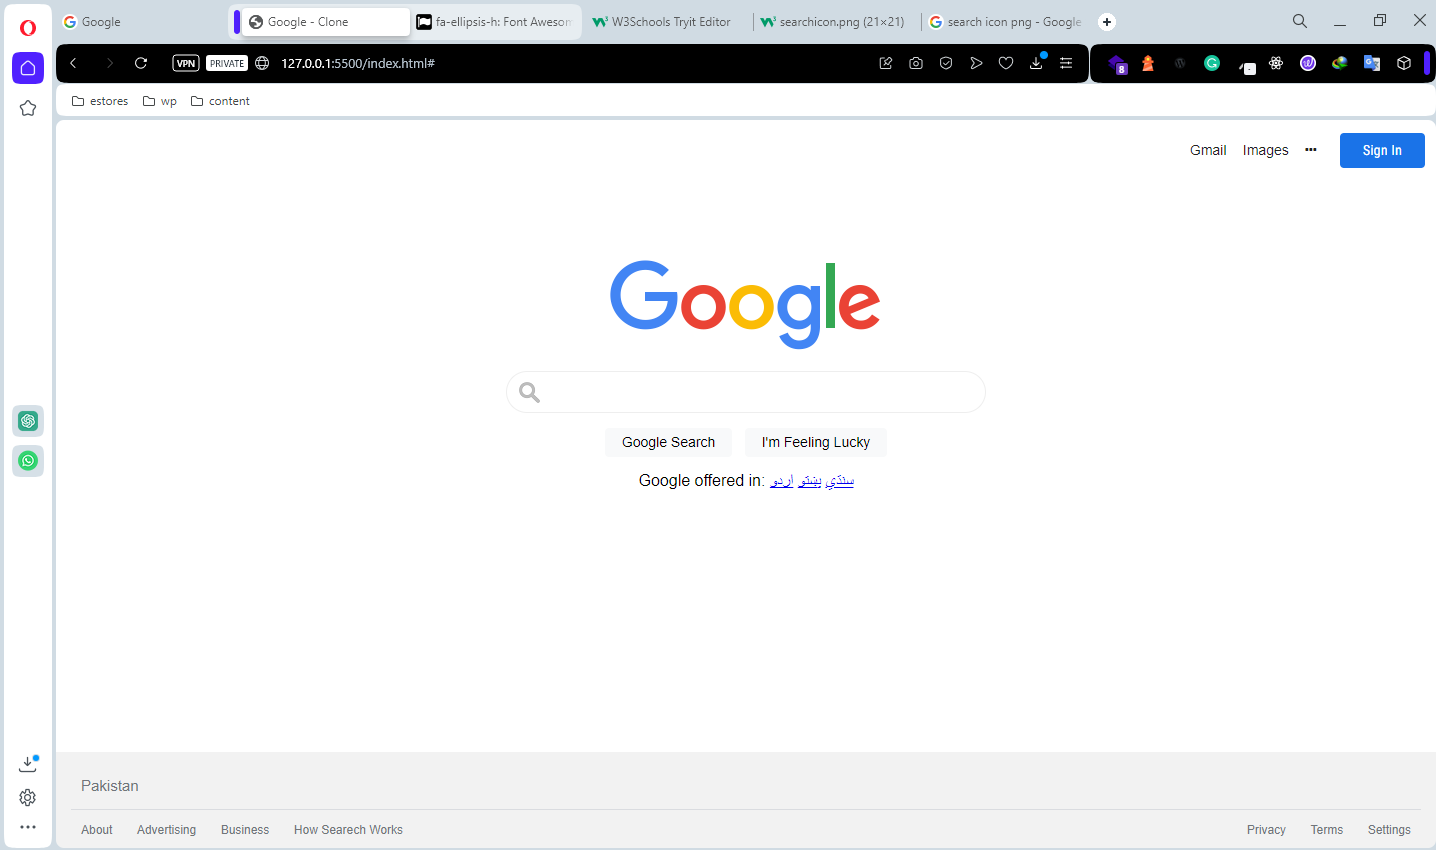 Google
Google - Clone
fa-ellipsis-h: Font Awesom
W3Schools Tryit Editor
searchicon.png (21×21)
search icon png - Google
VPN
PRIVATE
127.0.0.1:5500/index.html#
8
estores
wp
content
Gmail
Images
Sign In
Google
Google Search
I'm Feeling Lucky
Google offered in: اردو پښتو سنڌي
Pakistan
About
Advertising
Business
How Searech Works
Privacy
Terms
Settings